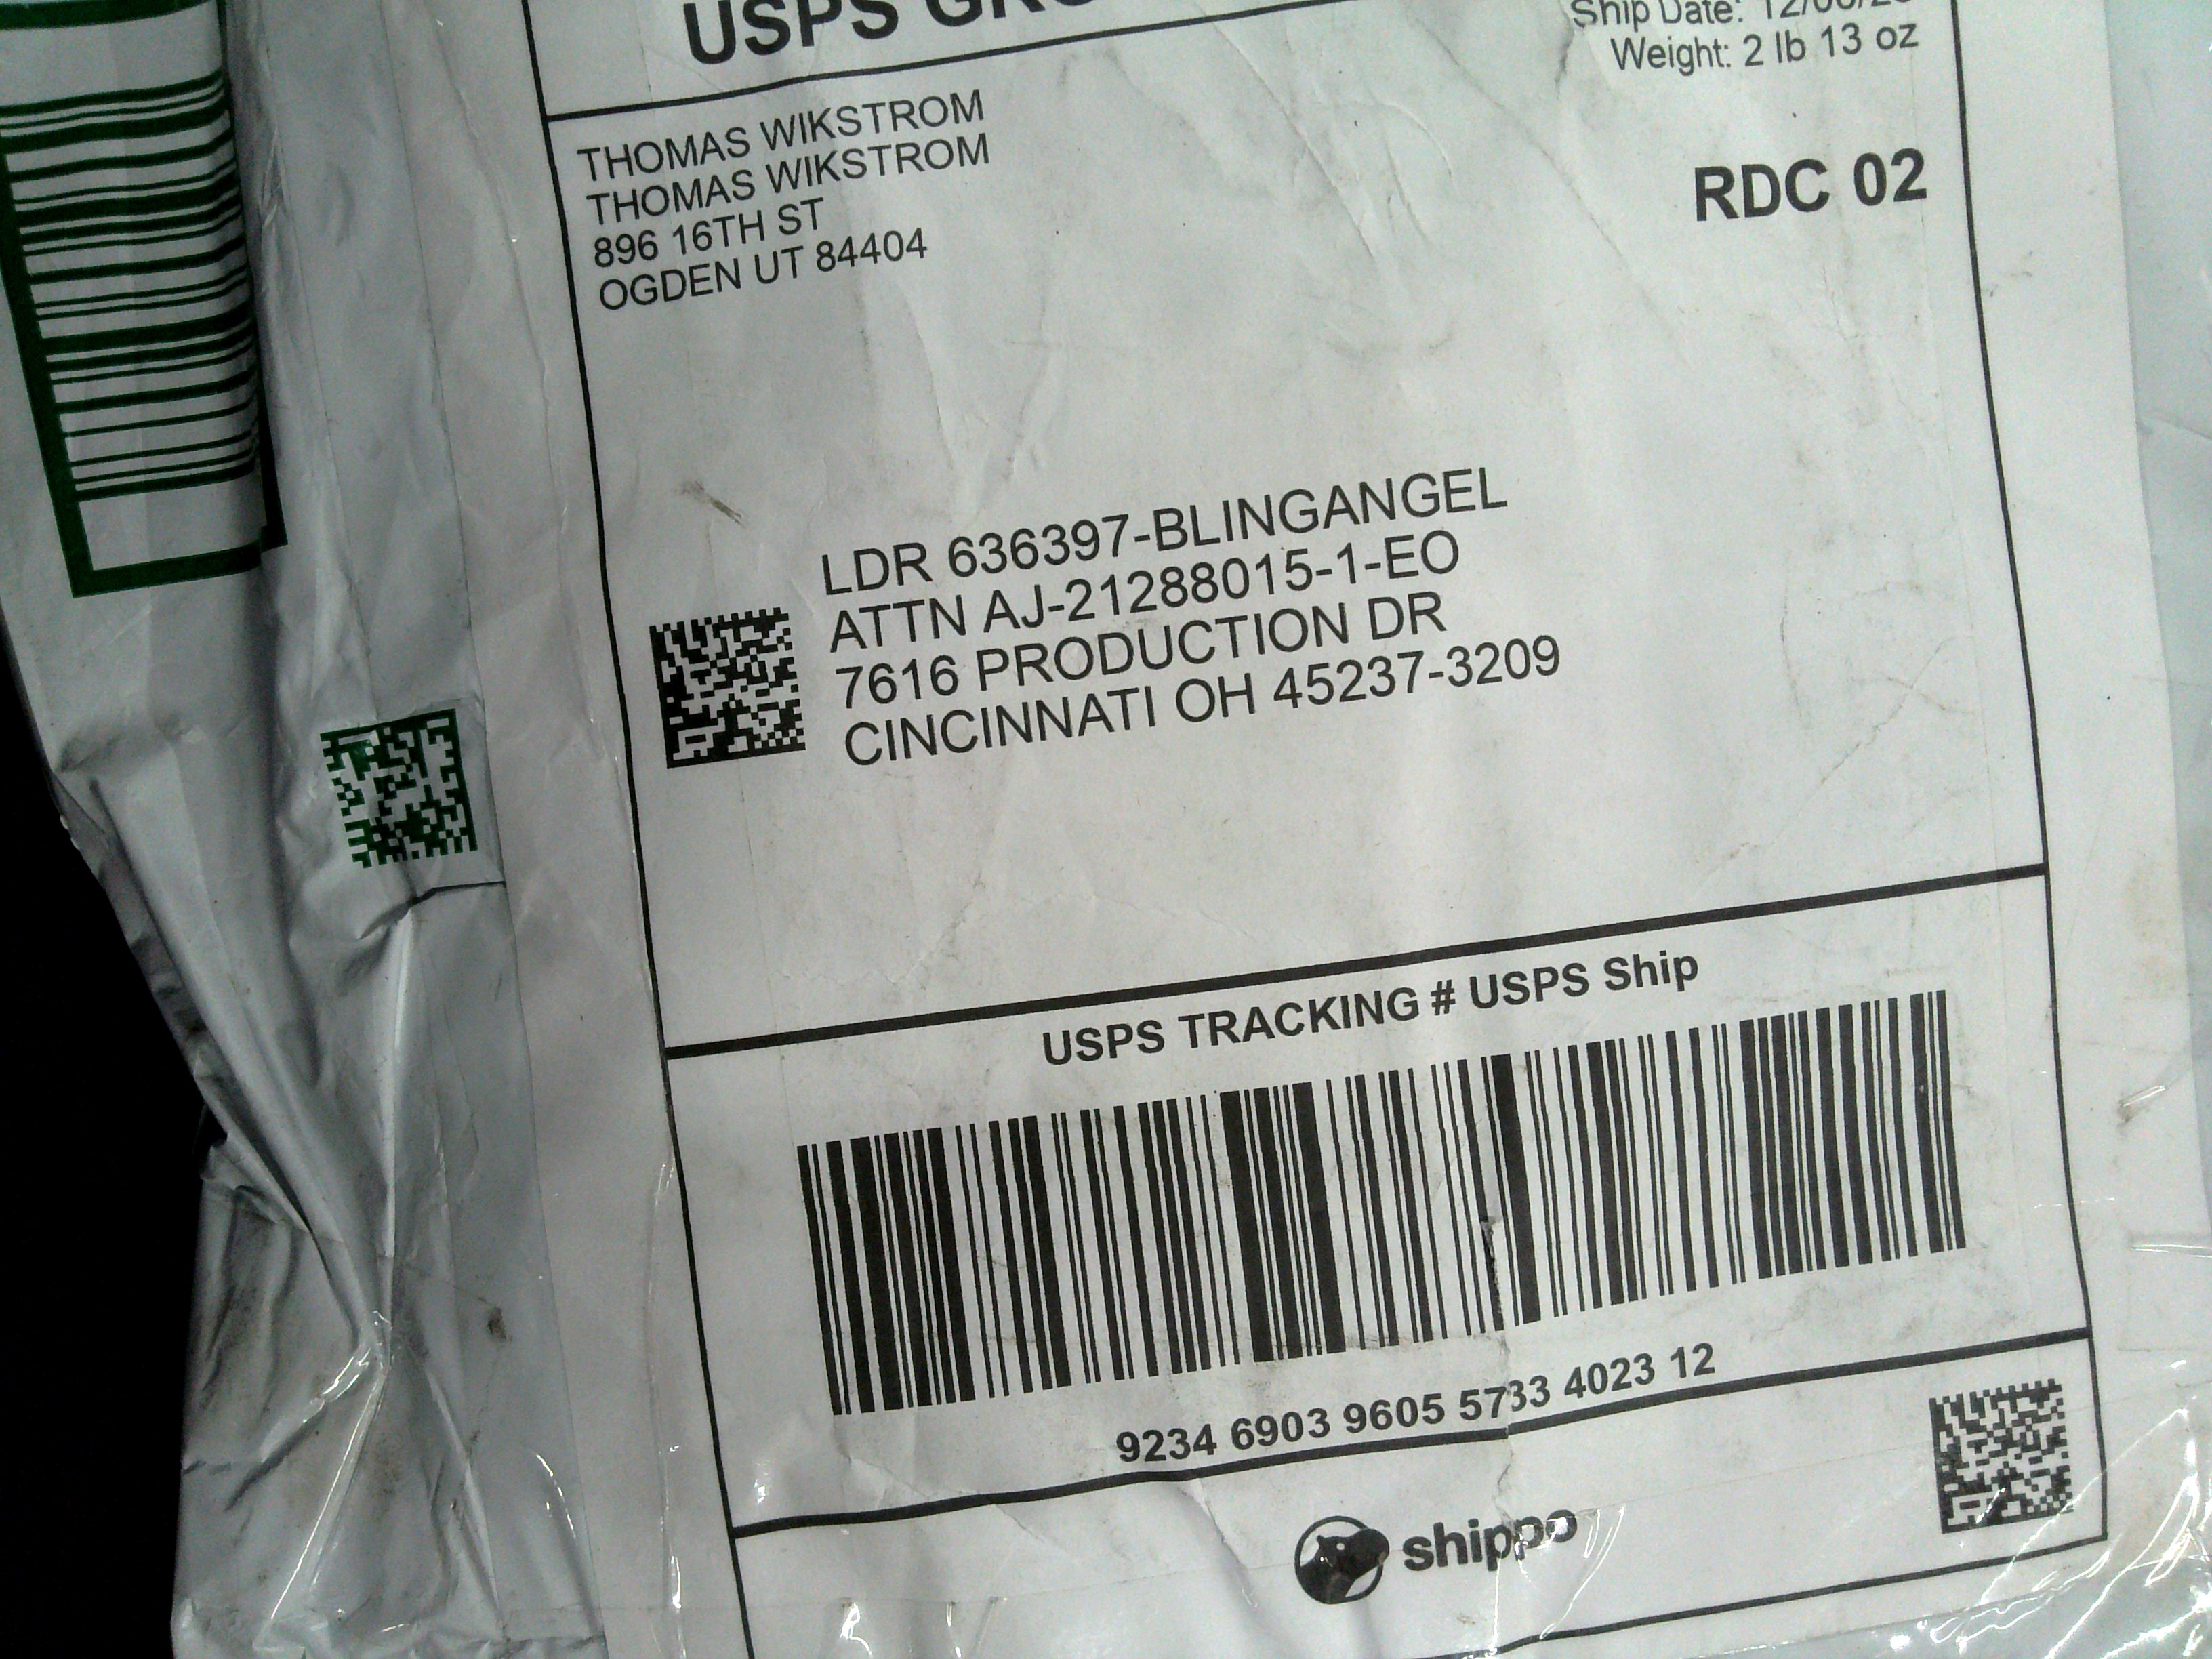 USPS
Ship Date:
Weight: 2 lb 13 oz
THOMAS WIKSTROM
THOMAS WIKSTROM
896 16TH ST
OGDEN UT 84404
RDC 02
LDR 636397-BLINGANGEL
ATTN AJ-21288015-1-EO
7616 PRODUCTION DR
CINCINNATI OH 45237-3209
USPS TRACKING # USPS Ship
9234 6903 9605 5733 4023 12
shippo